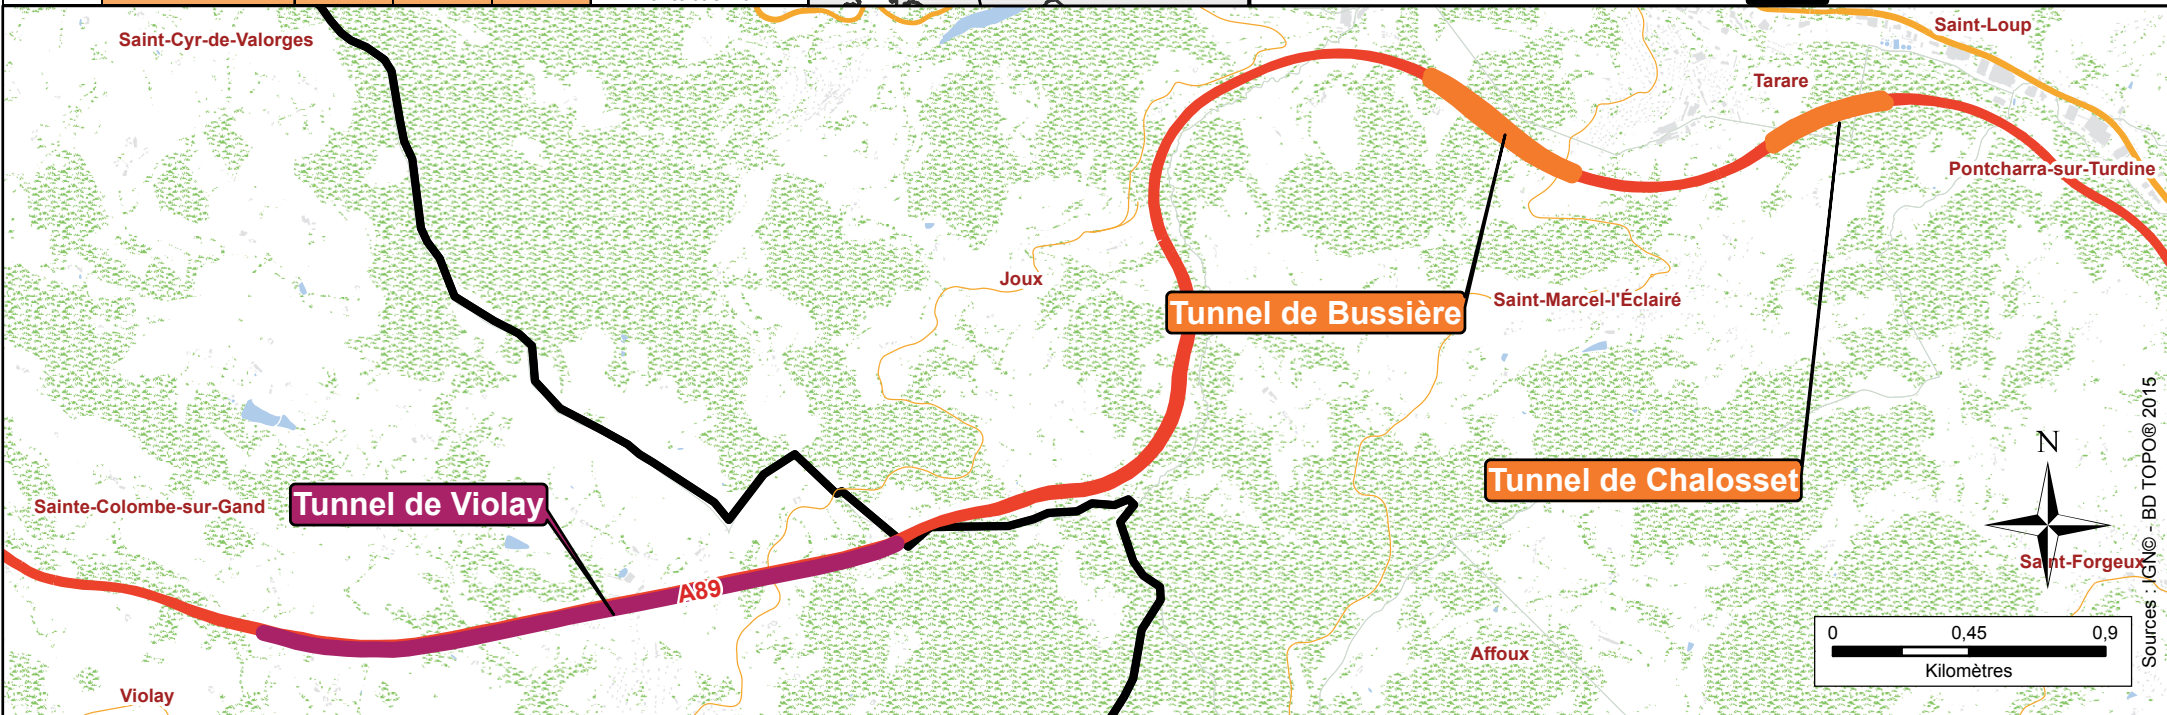 Saint-Cyr-de-Valorges
Saint-Loup
Tarare
Pontcharra-sur-Turdine
Joux
Tunnel de Bussière
Saint-Marcel-l'Éclairé
Tunnel de Chalosset
Sainte-Colombe-sur-Gand
Tunnel de Violay
A89
N
Saint-Forgeux
Affoux
Violay
0 0,45 0,9
Kilomètres
Sources : IGN© - BD TOPO® 2015